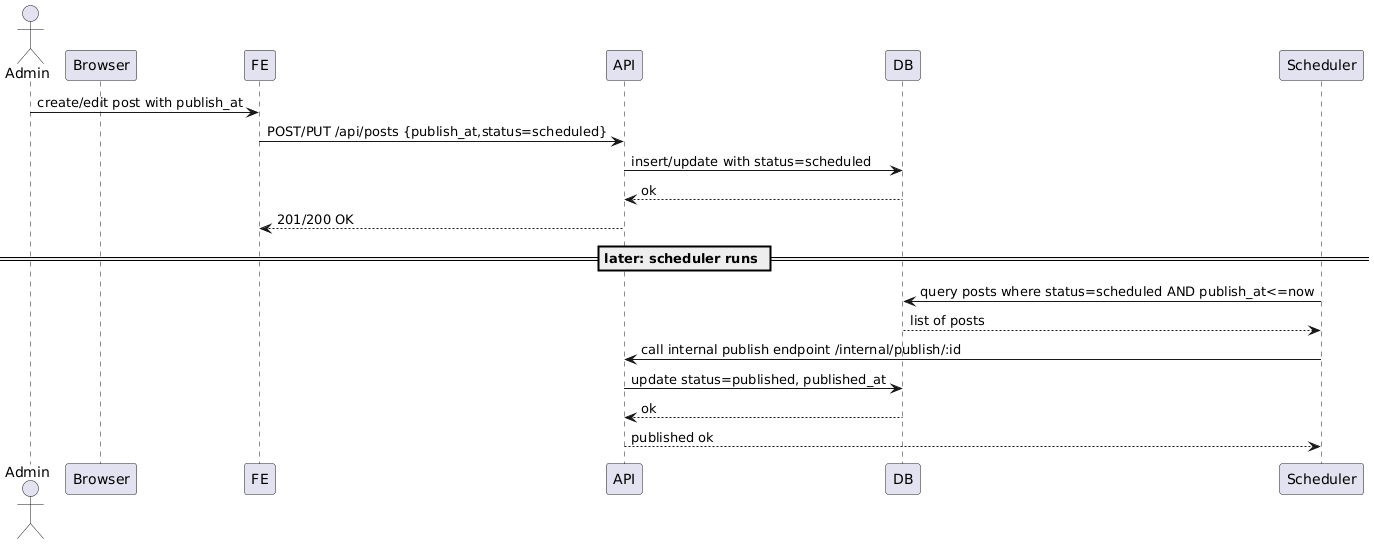 Admin
Browser
FE
API
DB
Scheduler
create/edit post with publish_at
POST/PUT /api/posts {publish_at,status=scheduled}
insert/update with status=scheduled
ok
201/200 OK
later: scheduler runs
query posts where status=scheduled AND publish_at<=now
list of posts
call internal publish endpoint /internal/publish/:id
update status=published, published_at
ok
published ok
Admin
Browser
FE
API
DB
Scheduler